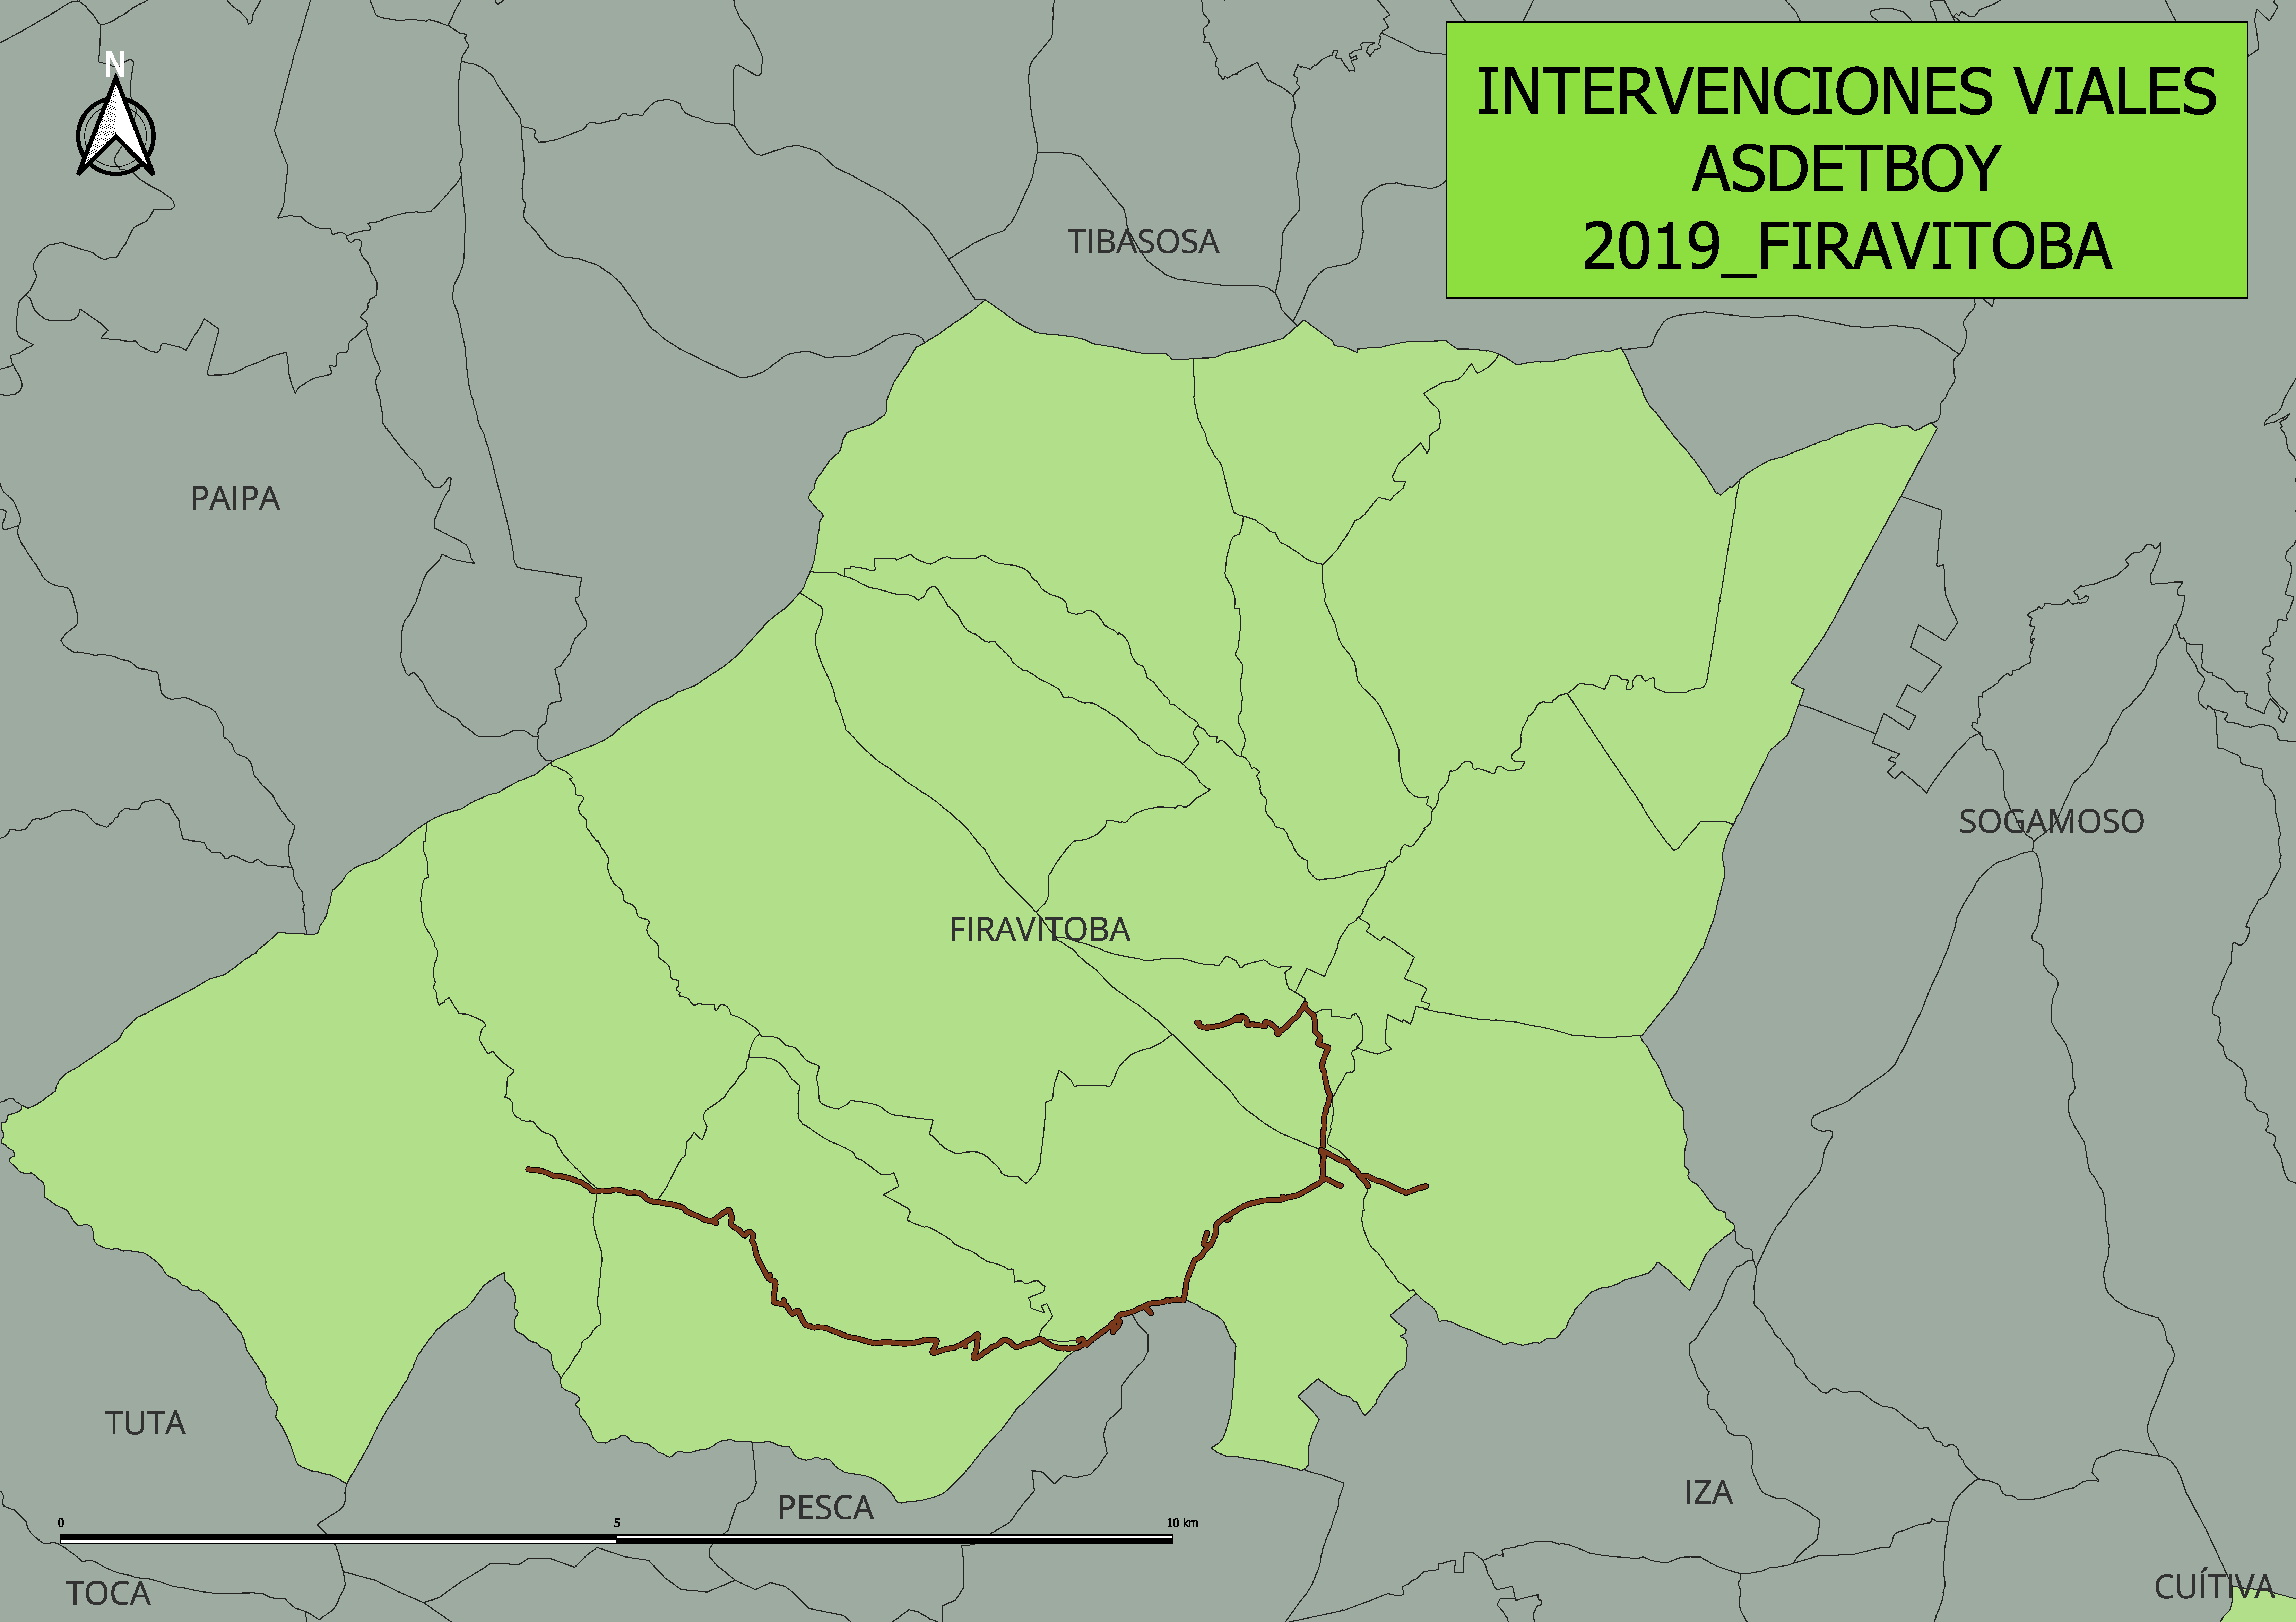 N
INTERVENCIONES VIALES
ASDETBOY
2019_FIRAVITOBA
TIBASOSA
PAIPA
SOGAMOSO
FIRAVITOBA
TUTA
IZA
PESCA
0 5 10 km
TOCA
CUÍTIVA